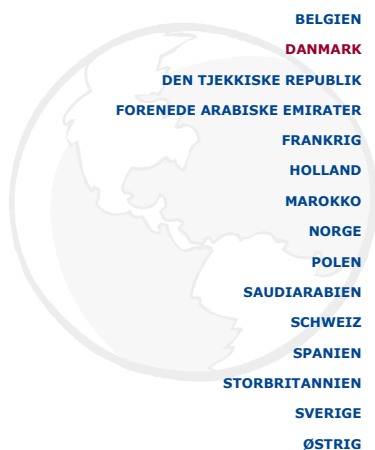 BELGIEN
DANMARK
DEN TJEKKISKE REPUBLIK
FORENEDE ARABISKE EMIRATER
FRANKRIG
HOLLAND
MAROKKO
NORGE
POLEN
SAUDIARABIEN
SCHWEIZ
SPANIEN
STORBRITANNIEN
SVERIGE
ØSTRIG